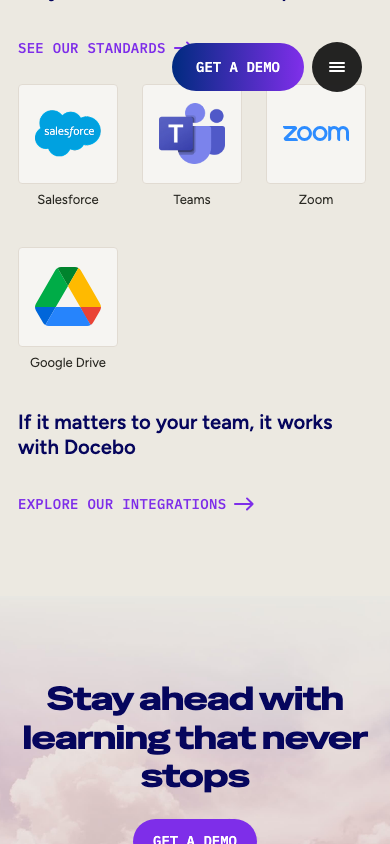 SEE OUR STANDARDS
GET A DEMO
salesforce
T
zoom
Salesforce
Teams
Zoom
Google Drive
If it matters to your team, it works
with Docebo
EXPLORE OUR INTEGRATIONS
Stay ahead with
learning that never
stops
GET A DEMO